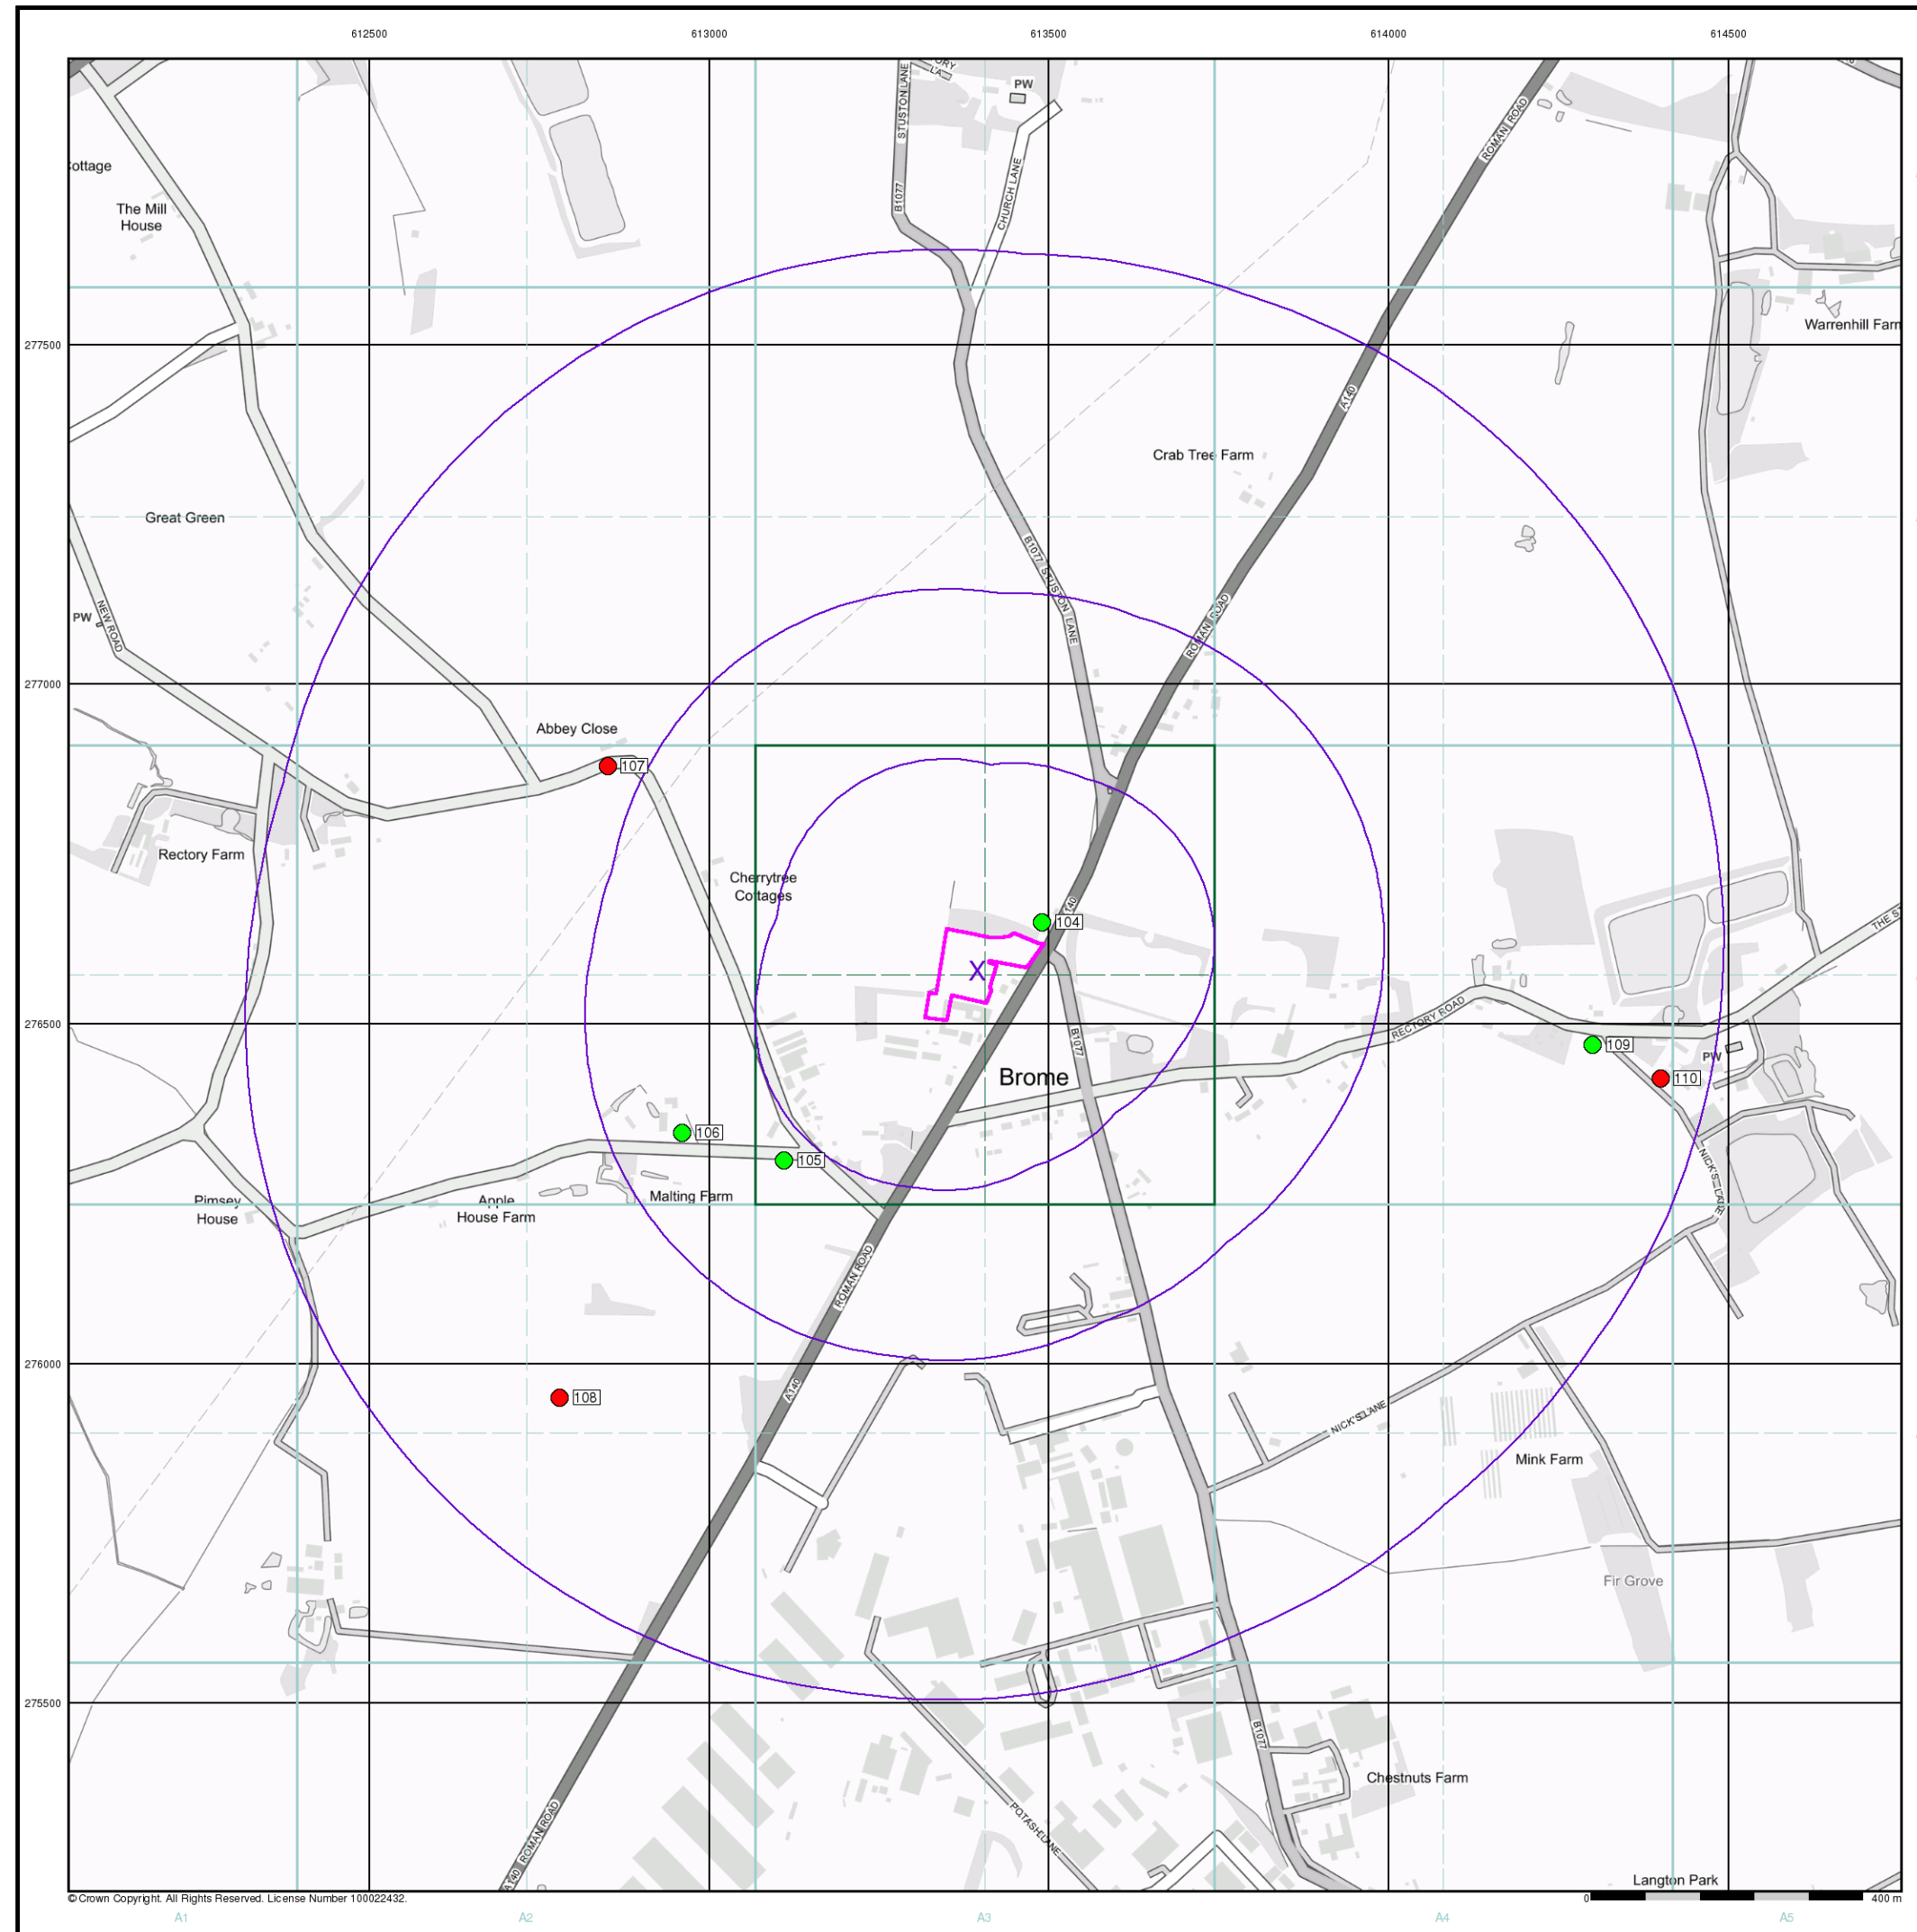 612500
613000
613500
614000
614500
STUSTON LANE
PW
ROMAN ROAD
ottage
CHURCH LANE
B1077
The Mill
House
277500
Warrenhill Farm
A140
Crab Tree Farm
Great Green
B1077 STUSTON LANE
ROMAN ROAD
PW
NEW ROAD
277000
Abbey Close
107
Rectory Farm
Cherrytree
Cottages
104
THE ST
X
276500
RECTORY ROAD
B1077
109
PW
Brome
110
106
105
NICK'S LANE
Pimsey
House
Apple
House Farm
Malting Farm
ROMAN ROAD
276000
A140
108
NICK'S LANE
Mink Farm
Fir Grove
275500
B1077
Chestnuts Farm
POTASH LANE
A140 ROMAN ROAD
Langton Park
© Crown Copyright. All Rights Reserved. License Number 100022432.
0
400 m
A1
A2
A3
A4
A5